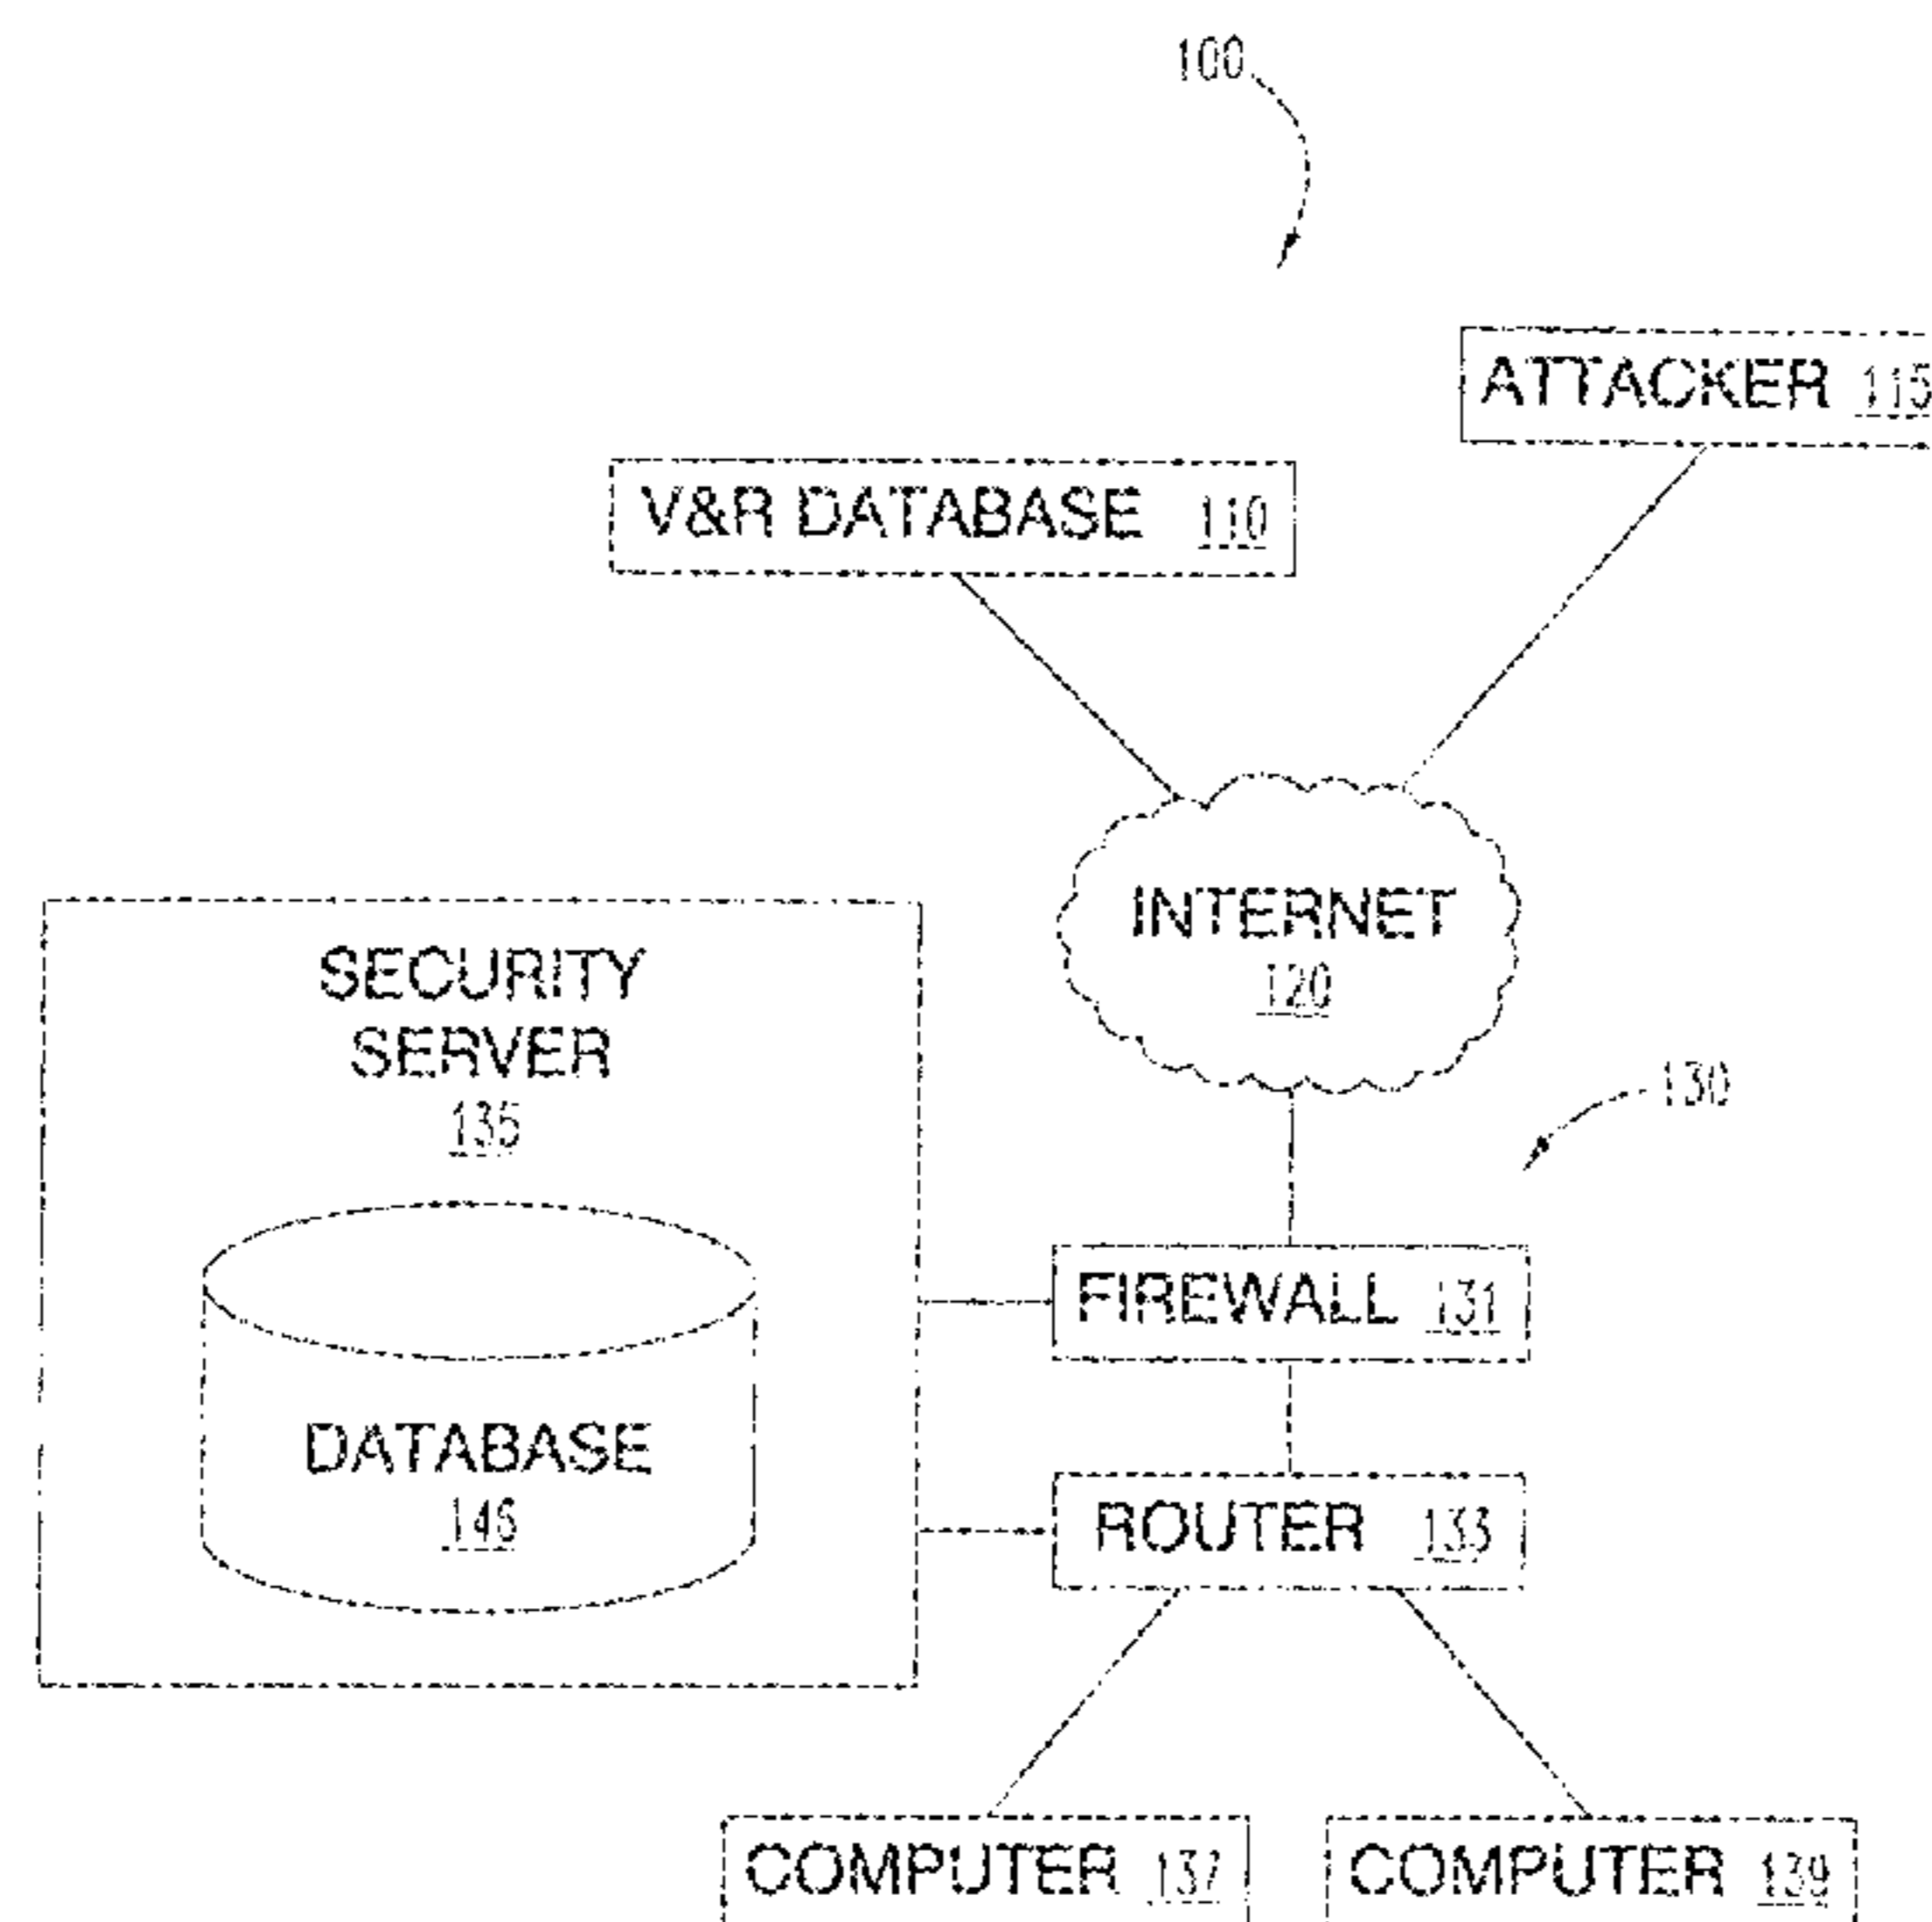 100
ATTACKER 115
V&R DATABASE 110
INTERNET
120
SECURITY
SERVER
135
130
FIREWALL 131
DATABASE
146
ROUTER 133
COMPUTER 137
COMPUTER 139